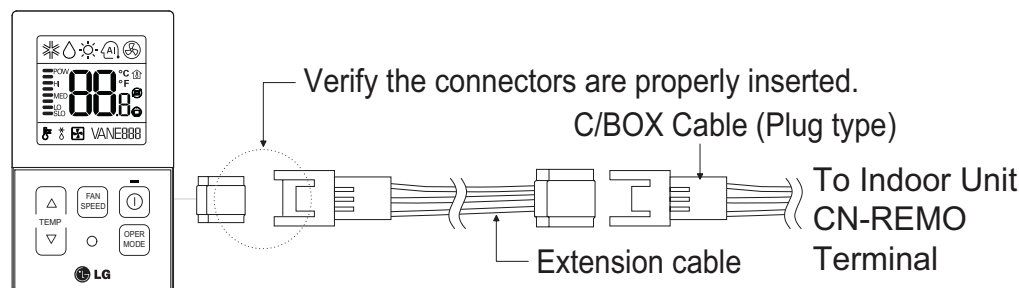 AI
POW
HI
MED
LO
SLO
88.8
°C
°F
VANE888
TEMP
FAN
SPEED
OPER
MODE
LG
Verify the connectors are properly inserted.
C/BOX Cable (Plug type)
To Indoor Unit
CN-REMO
Terminal
Extension cable